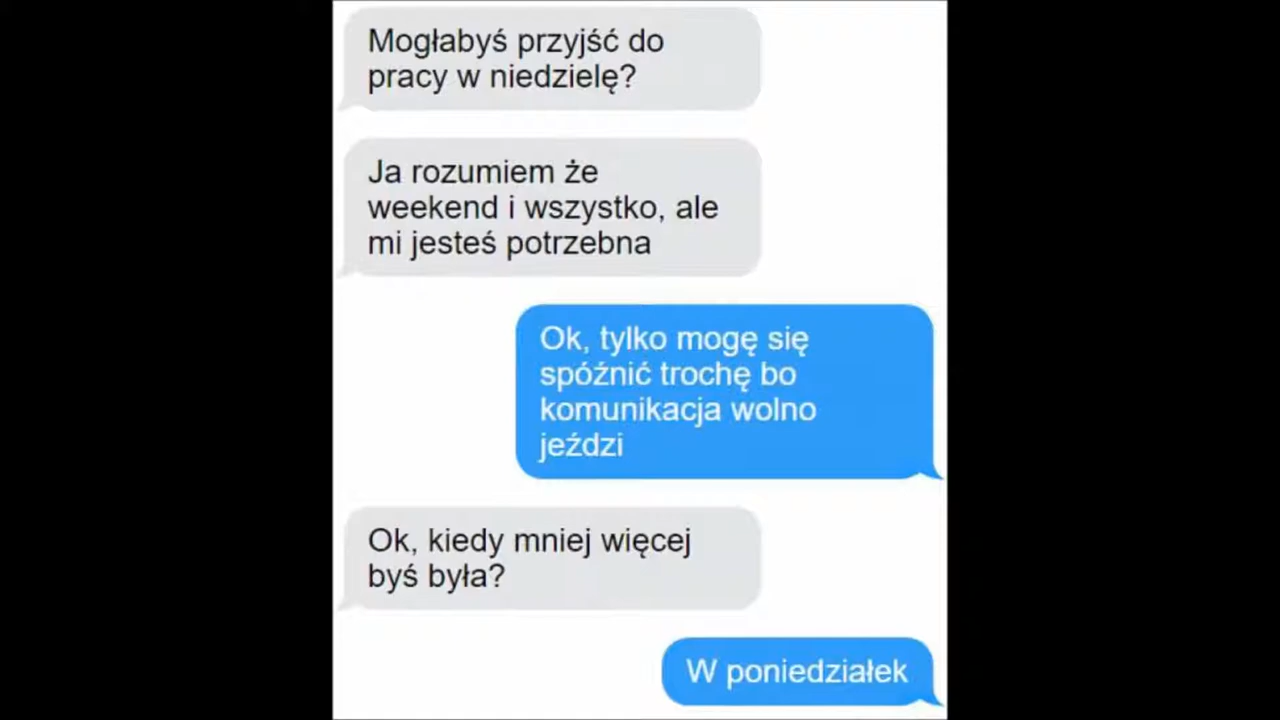 Mogłabyś przyjść do
pracy w niedzielę?
Ja rozumiem że
weekend i wszystko, ale
mi jesteś potrzebna
Ok, tylko mogę się
spóźnić trochę bo
komunikacja wolno
jeździ
Ok, kiedy mniej więcej
byś była?
W poniedziałek